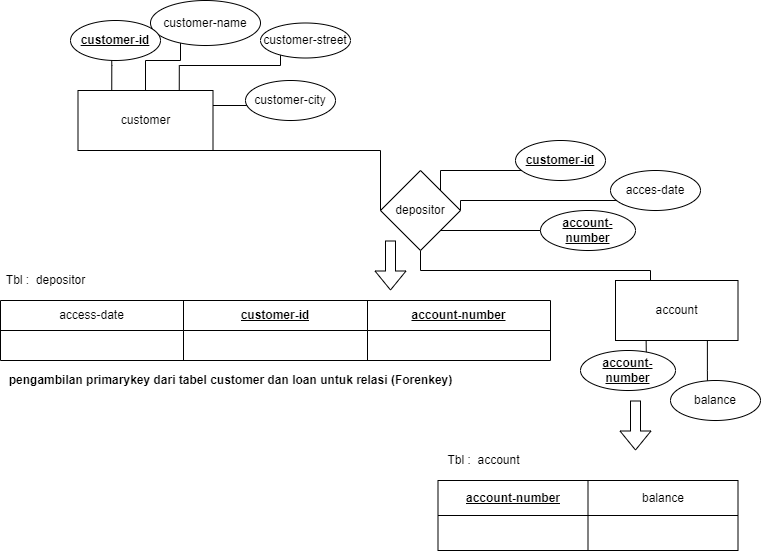 customer-name
customer-id
customer-street
customer-city
customer
customer-id
acces-date
depositor
account-
number
Tbl :  depositor
access-date
customer-id
account-number
account
pengambilan primarykey dari tabel customer dan loan untuk relasi (Forenkey)
account-
number
balance
Tbl :  account
account-number
balance